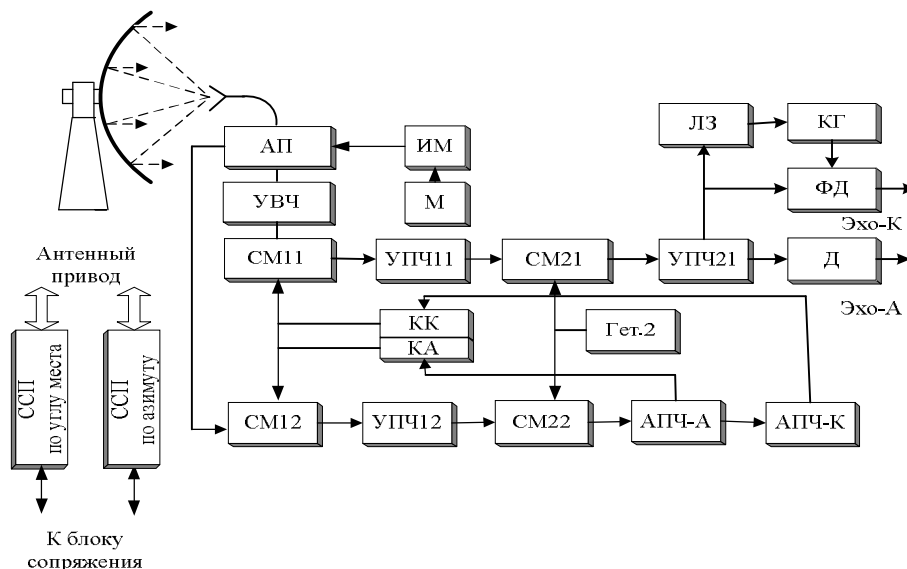 ЛЗ
КГ
АП
ИМ
ФД
УВЧ
М
Эхо-К
Антенный
привод
СМ11
УПЧ11
СМ21
УПЧ21
Д
Эхо-А
КК
КА
Гет.2
ССП
по углу места
ССП
по азимуту
СМ12
УПЧ12
СМ22
АПЧ-А
АПЧ-К
К блоку
сопряжения